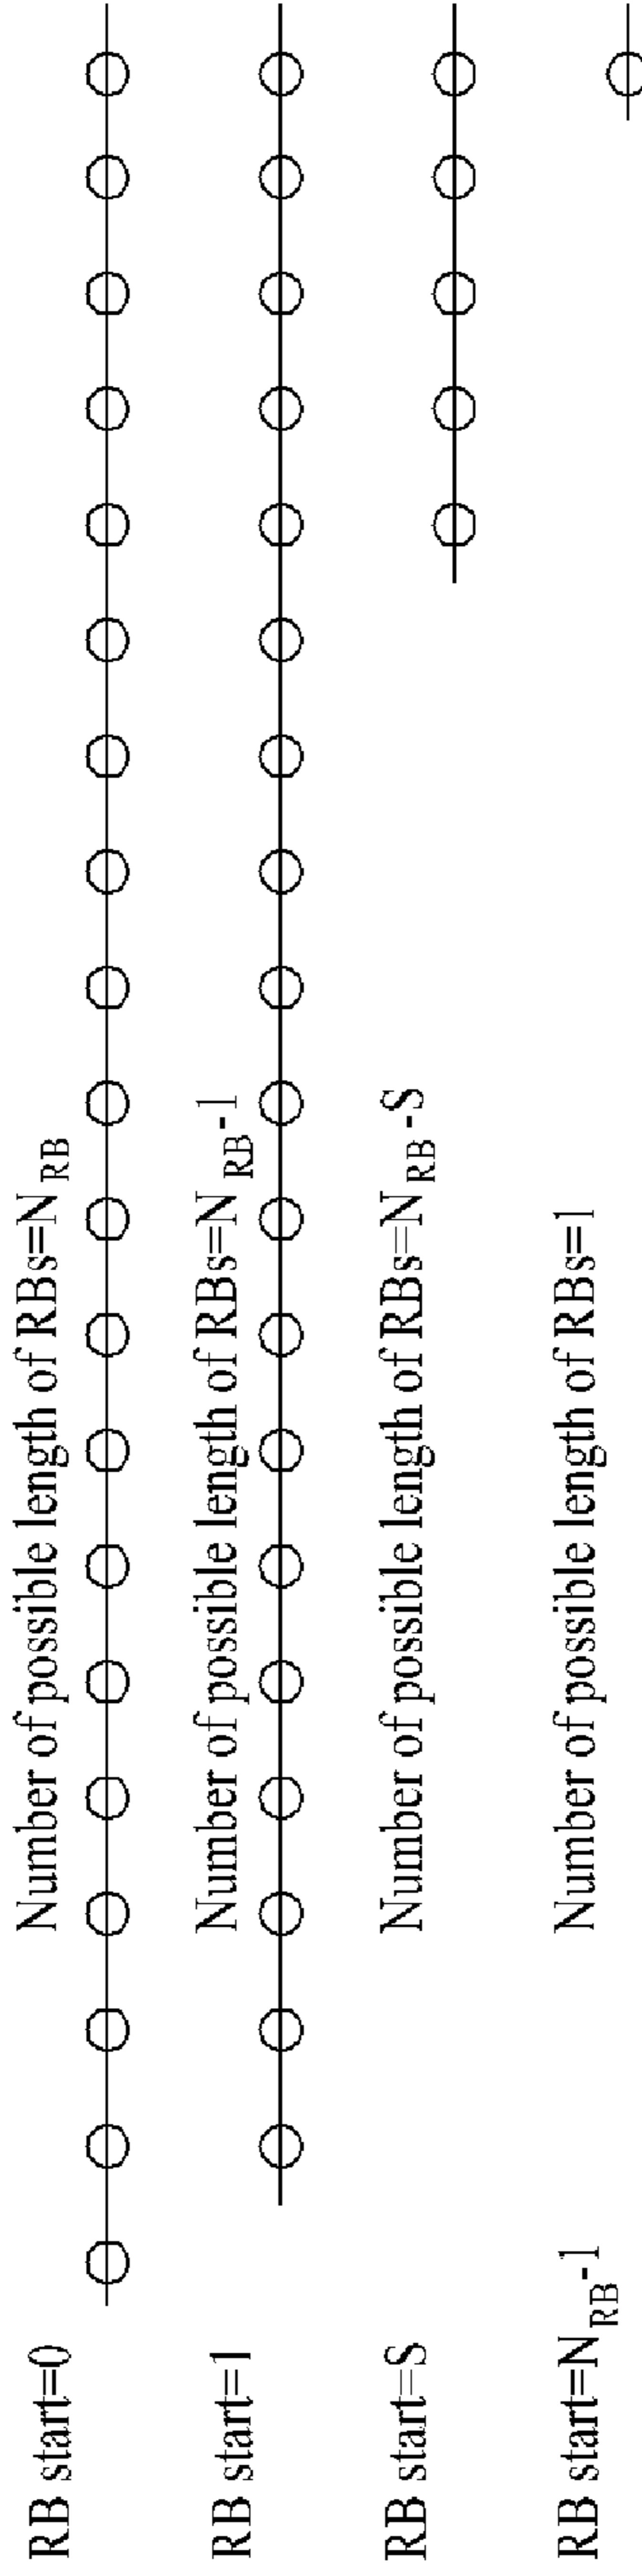 RB start=0
Number of possible length of RBs=N_RB
RB start=1
Number of possible length of RBs=N_RB-1
RB start=S
Number of possible length of RBs=N_RB-S
RB start=N_RB-1
Number of possible length of RBs=1